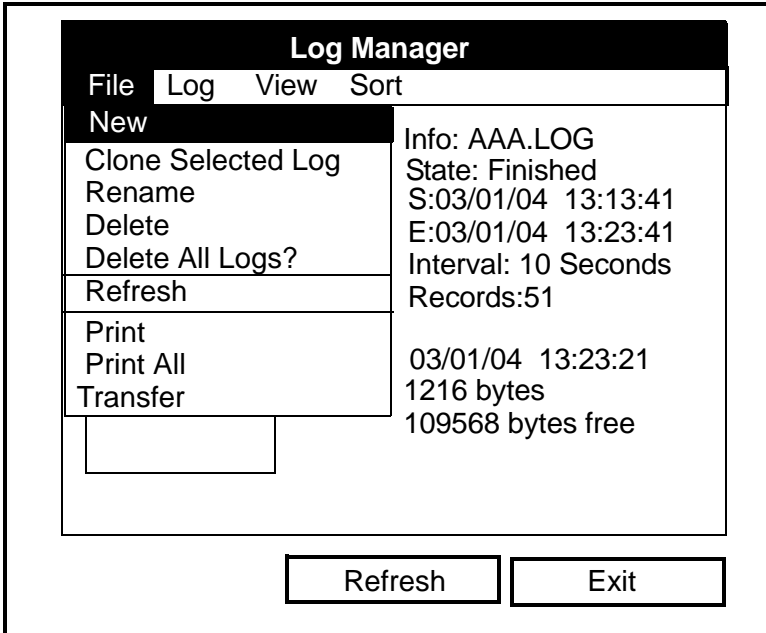 Log Manager
File Log View Sort
New
Clone Selected Log
Rename
Delete
Delete All Logs?
Refresh
Print
Print All
Transfer
Info: AAA.LOG
State: Finished
S:03/01/04 13:13:41
E:03/01/04 13:23:41
Interval: 10 Seconds
Records:51
03/01/04 13:23:21
1216 bytes
109568 bytes free
Refresh Exit